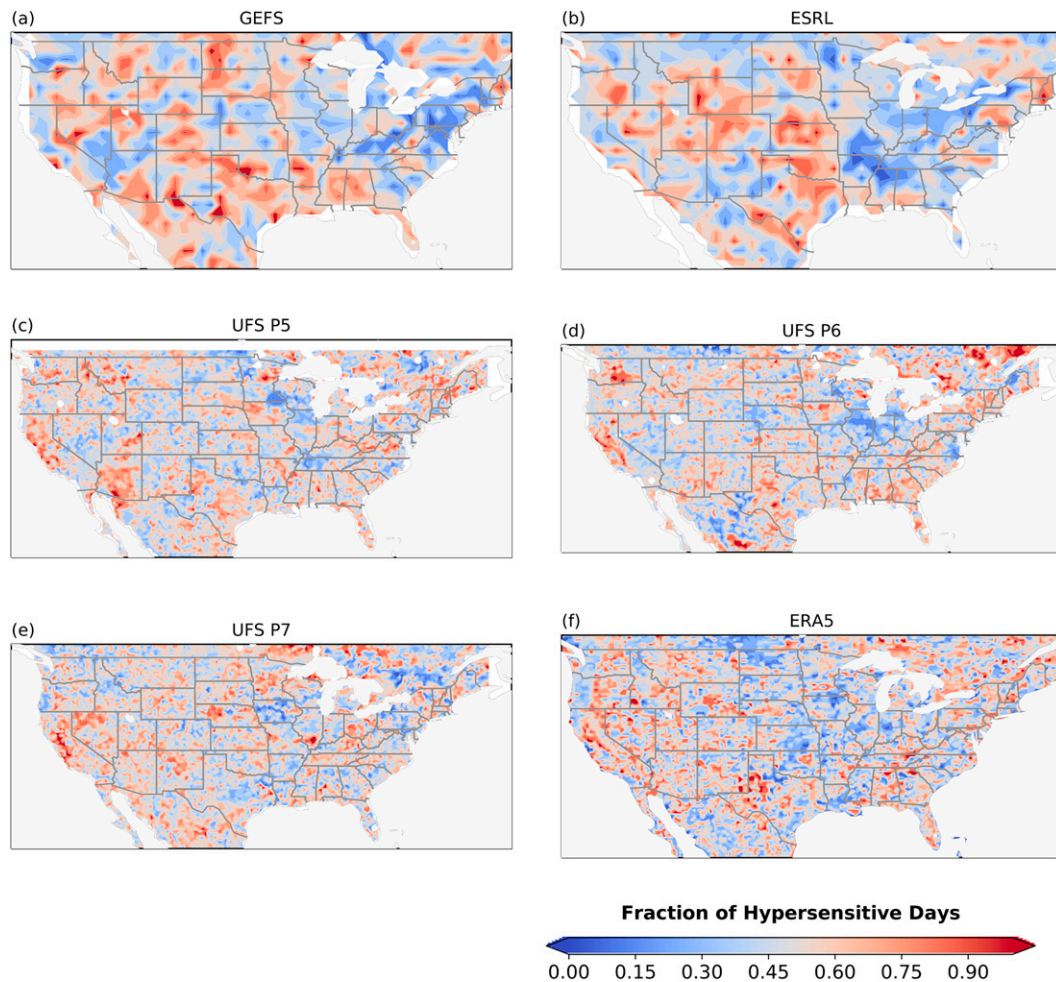 (a)
GEFS
(b)
ESRL
(c)
UFS P5
(d)
UFS P6
(e)
UFS P7
(f)
ERA5
Fraction of Hypersensitive Days
0.00 0.15 0.30 0.45 0.60 0.75 0.90